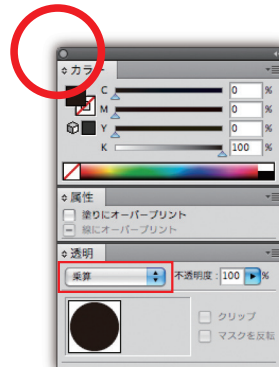 カラー
C 0 %
M 0 %
Y 0 %
K 100 %
属性
塗りにオーバープリント
線にオーバープリント
透明
乗算 不透明度: 100 %
クリップ
マスクを反転